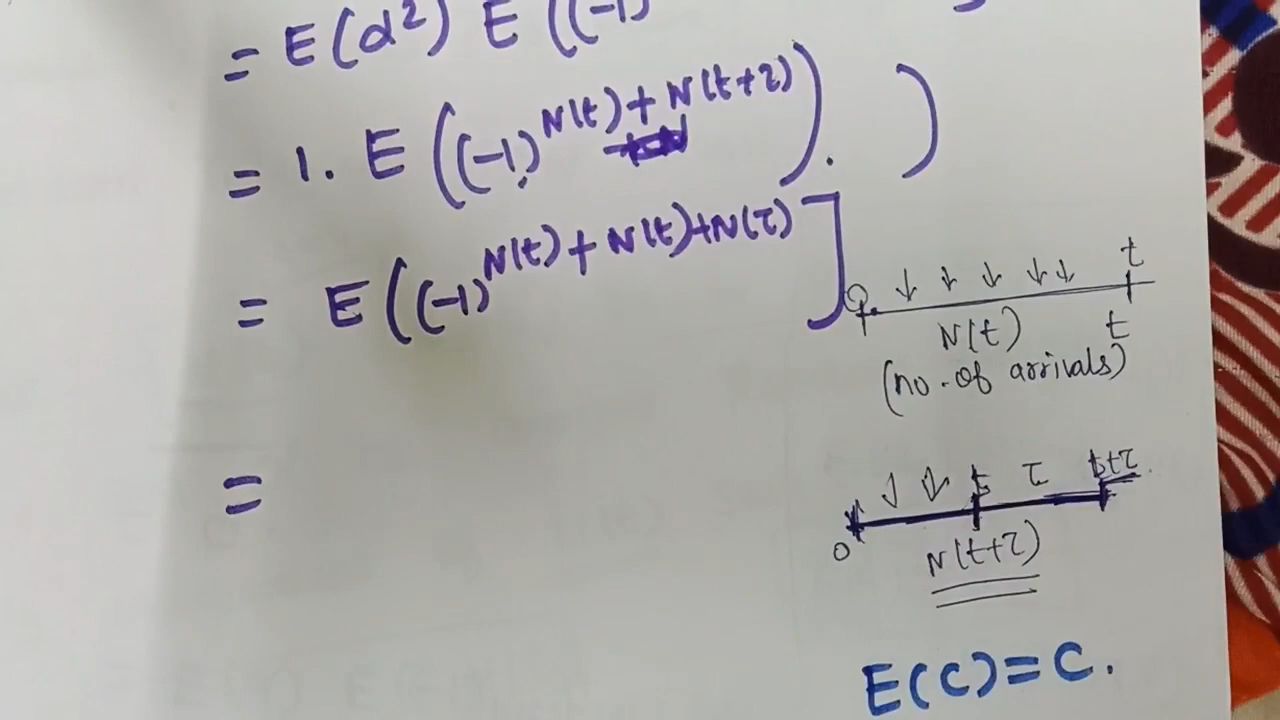 = E(α²) E ((-1)
= 1. E ((-1)^N(t) + N(t+τ)).
)
= E((-1)^N(t) + N(t) + N(τ)]
=
t
0
N(t) t
(no. of arrivals)
t τ t+τ
0
N(t+τ)
E(C) = C.